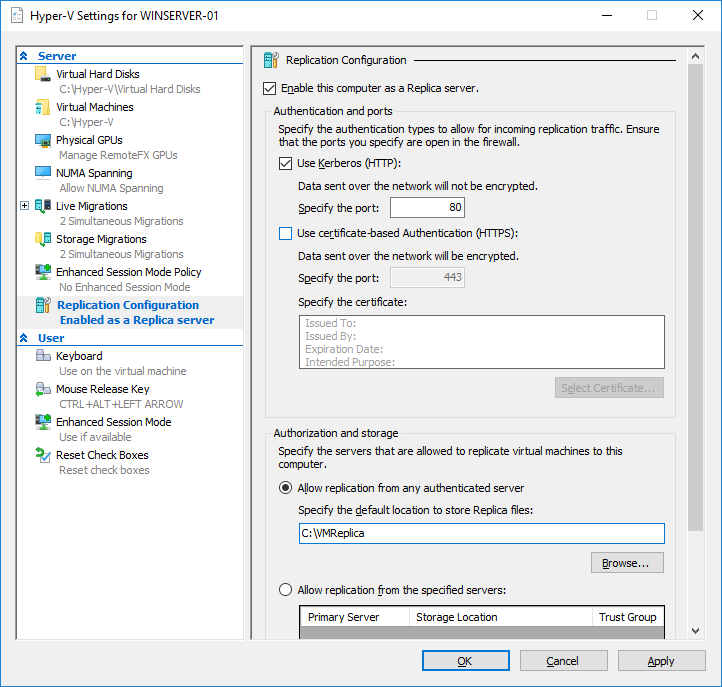 Hyper-V Settings for WINSERVER-01
Server
Virtual Hard Disks
C:\Hyper-V\Virtual Hard Disks
Virtual Machines
C:\Hyper-V
Physical GPUs
Manage RemoteFX GPUs
NUMA Spanning
Allow NUMA Spanning
Live Migrations
2 Simultaneous Migrations
Storage Migrations
2 Simultaneous Migrations
Enhanced Session Mode Policy
No Enhanced Session Mode
Replication Configuration
Enabled as a Replica server
User
Keyboard
Use on the virtual machine
Mouse Release Key
CTRL+ALT+LEFT ARROW
Enhanced Session Mode
Use if available
Reset Check Boxes
Reset check boxes
Replication Configuration
Enable this computer as a Replica server.
Authentication and ports
Specify the authentication types to allow for incoming replication traffic. Ensure
that the ports you specify are open in the firewall.
Use Kerberos (HTTP):
Data sent over the network will not be encrypted.
Specify the port: 80
Use certificate-based Authentication (HTTPS):
Data sent over the network will be encrypted.
Specify the port: 443
Specify the certificate:
Issued To:
Issued By:
Expiration Date:
Intended Purpose:
Select Certificate...
Authorization and storage
Specify the servers that are allowed to replicate virtual machines to this
computer.
Allow replication from any authenticated server
Specify the default location to store Replica files:
C:\VMReplica
Browse...
Allow replication from the specified servers:
Primary Server Storage Location Trust Group
OK Cancel Apply